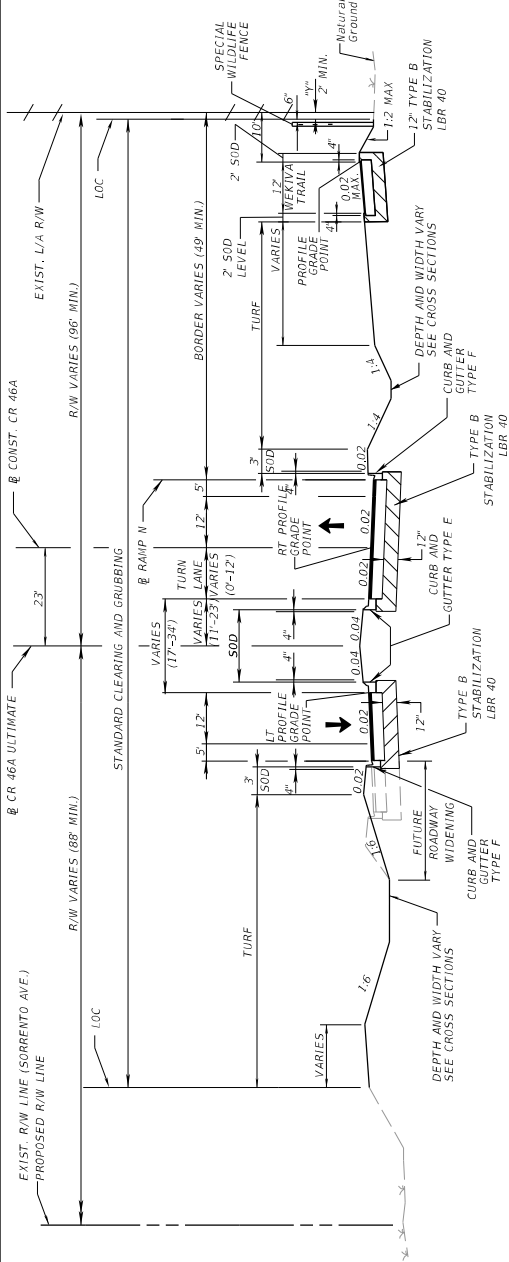 EXIST. R/W LINE (SORRENTO AVE.)
PROPOSED R/W LINE
℄ CR 46A ULTIMATE
℄ CONST. CR 46A
EXIST. L/A R/W
23'
R/W VARIES (88' MIN.)
R/W VARIES (96' MIN.)
LOC
LOC
STANDARD CLEARING AND GRUBBING
℄ RAMP N
BORDER VARIES (49' MIN.)
VARIES
(17'-34')
5'
12'
VARIES
(11'-23')
TURN
LANE
VARIES
(0'-12')
12'
5'
TURF
3'
SOD
4"
LT
PROFILE
GRADE
POINT
SOD
4"
4"
RT PROFILE
GRADE
POINT
4"
3'
SOD
TURF
VARIES
2' SOD
LEVEL
12'
WEKIVA
TRAIL
2' SOD
10'
6"
SPECIAL
WILDLIFE
FENCE
"Y"
2' MIN.
Natural
Ground
VARIES
1:6
1:6
0.02
0.02
0.04
0.04
0.02
0.02
0.02
1:4
1:4
PROFILE
GRADE
POINT
4"
0.02
MAX.
4"
1:2 MAX
12" TYPE B
STABILIZATION
LBR 40
DEPTH AND WIDTH VARY
SEE CROSS SECTIONS
FUTURE
ROADWAY
WIDENING
CURB AND
GUTTER
TYPE F
12"
TYPE B
STABILIZATION
LBR 40
CURB AND
GUTTER TYPE E
12"
TYPE B
STABILIZATION
LBR 40
CURB AND
GUTTER
TYPE F
DEPTH AND WIDTH VARY
SEE CROSS SECTIONS